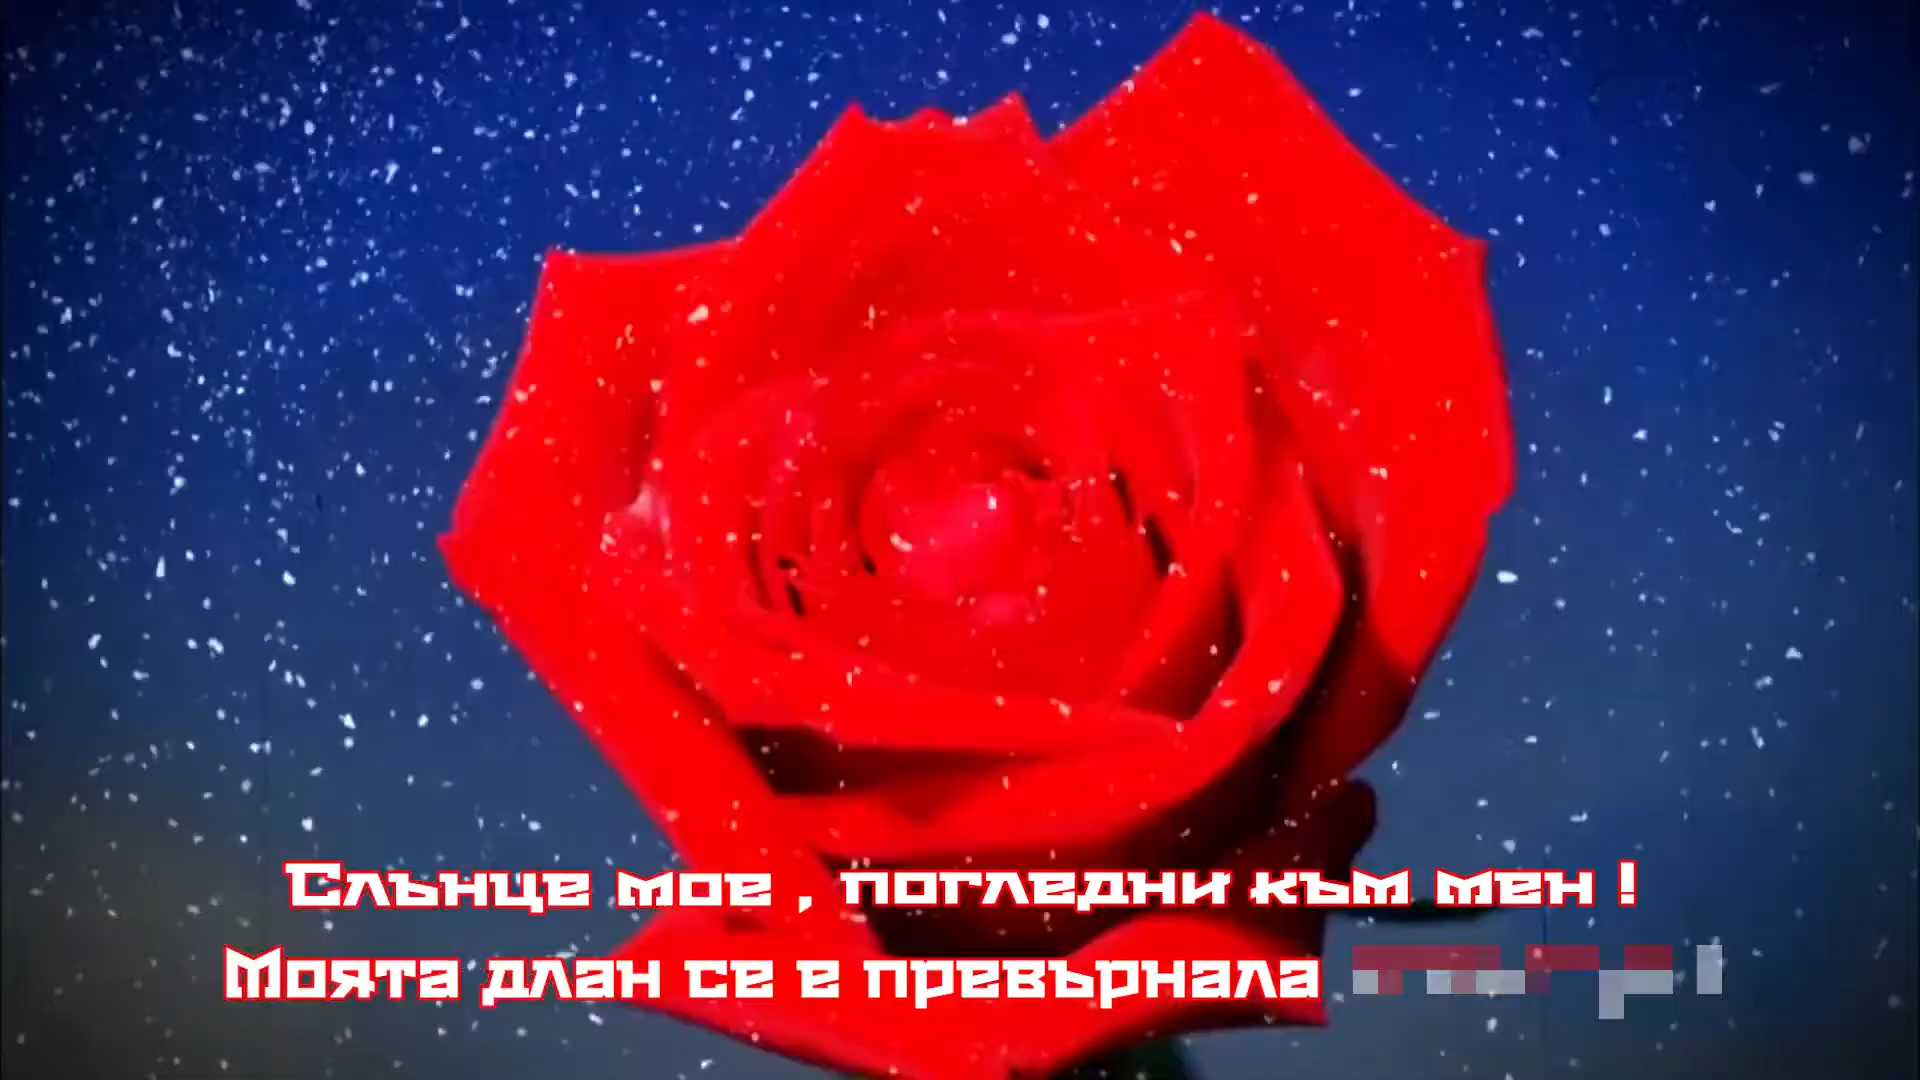 Слънце мое , погледни към мен !
Моята длан се е превърнала